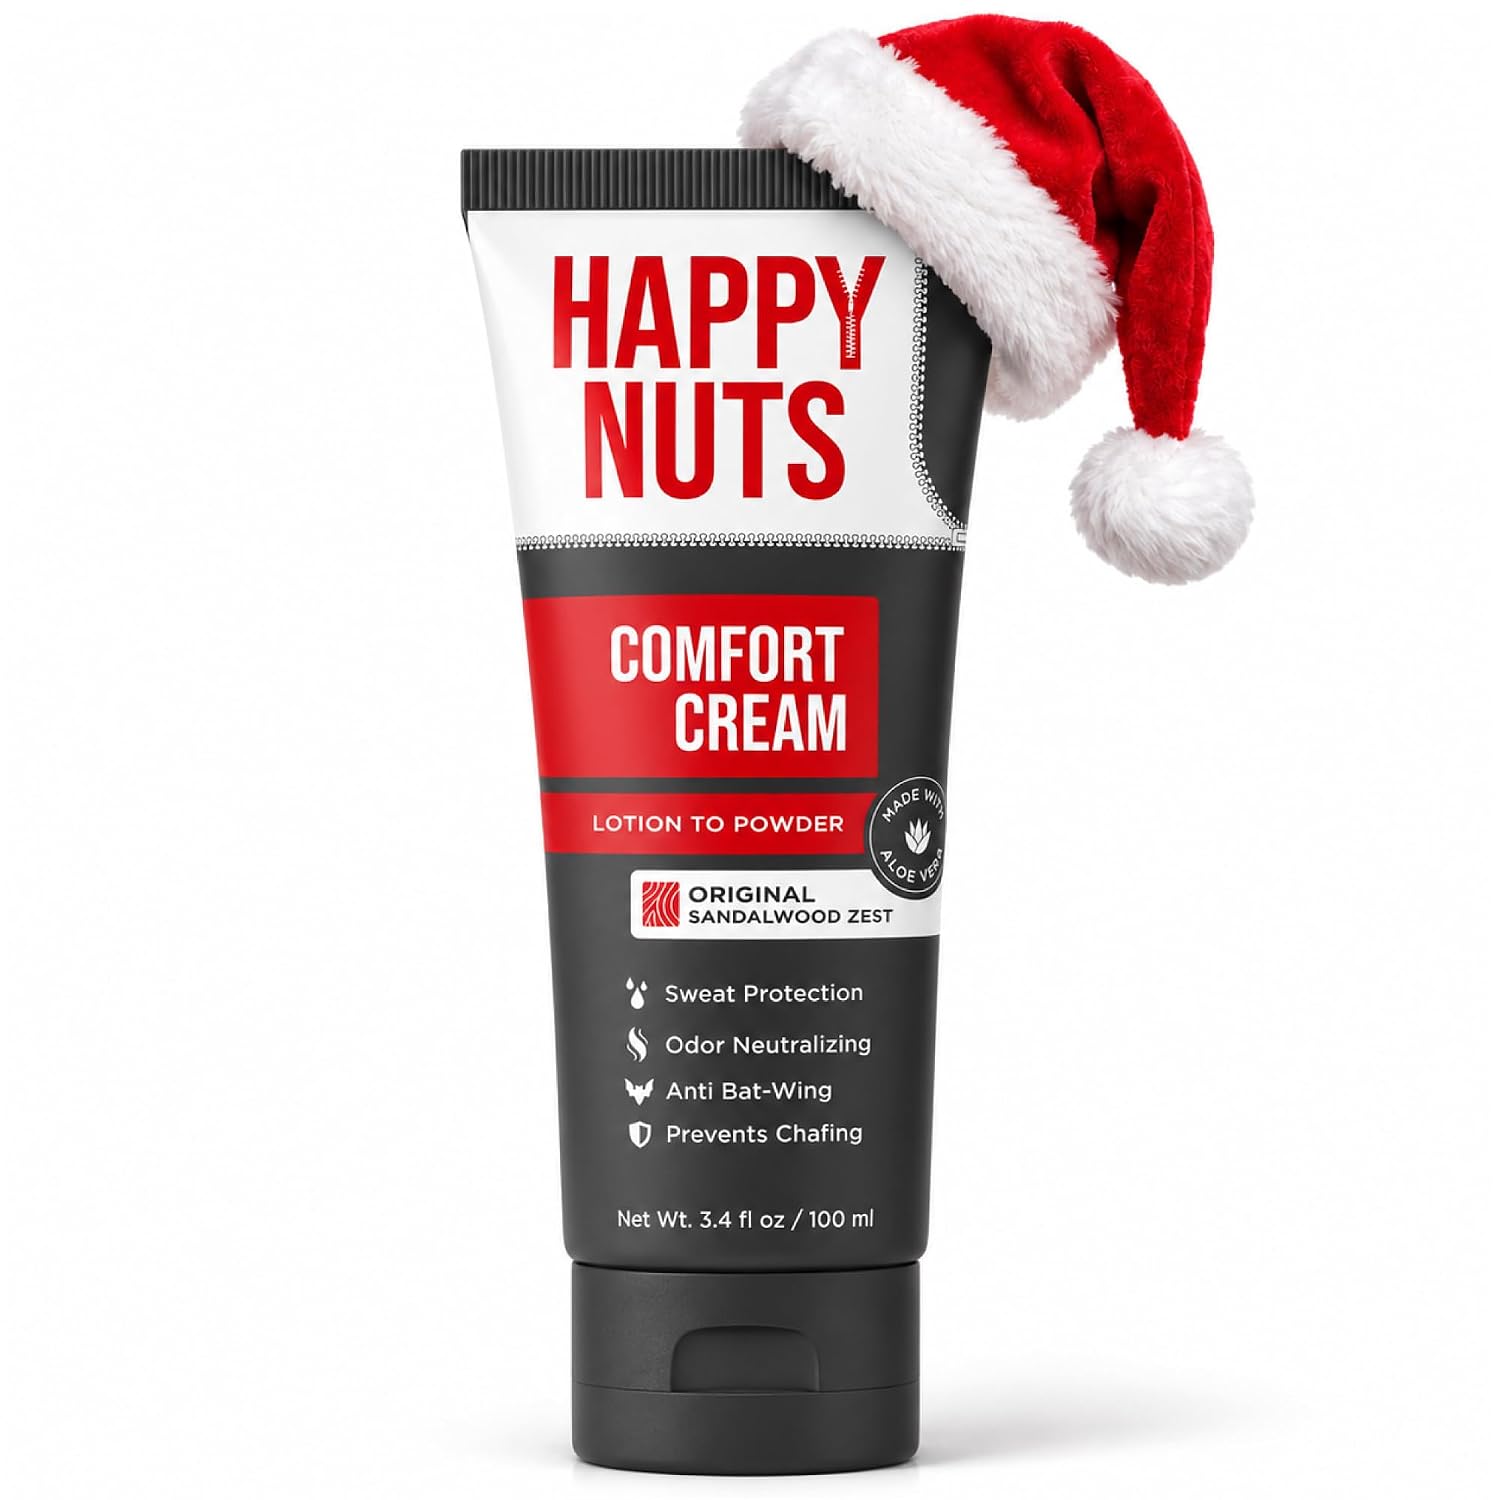 HAPPY
NUTS
COMFORT
CREAM
LOTION TO POWDER
MADE WITH
ALOE VERA
ORIGINAL
SANDALWOOD ZEST
Sweat Protection
Odor Neutralizing
Anti Bat-Wing
Prevents Chafing
Net Wt. 3.4 fl oz / 100 ml